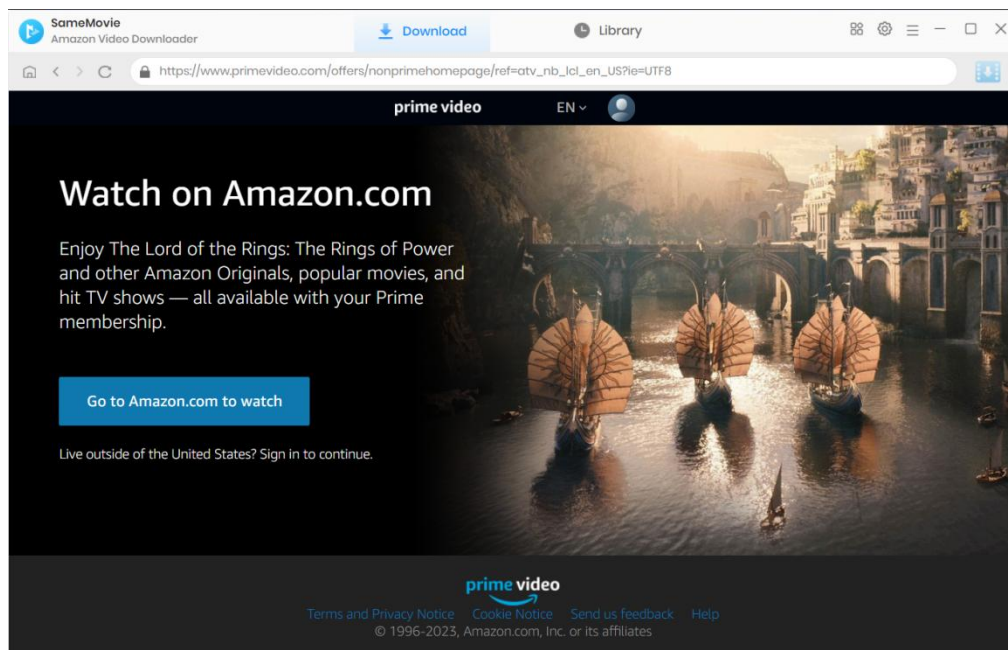 SameMovie
Amazon Video Downloader
Download
Library
https://www.primevideo.com/offers/nonprimehomepage/ref=atv_nb_lcl_en_US?ie=UTF8
prime video
EN
Watch on Amazon.com
Enjoy The Lord of the Rings: The Rings of Power
and other Amazon Originals, popular movies, and
hit TV shows — all available with your Prime
membership.
Go to Amazon.com to watch
Live outside of the United States? Sign in to continue.
prime video
Terms and Privacy Notice Cookie Notice Send us feedback Help
© 1996-2023, Amazon.com, Inc. or its affiliates